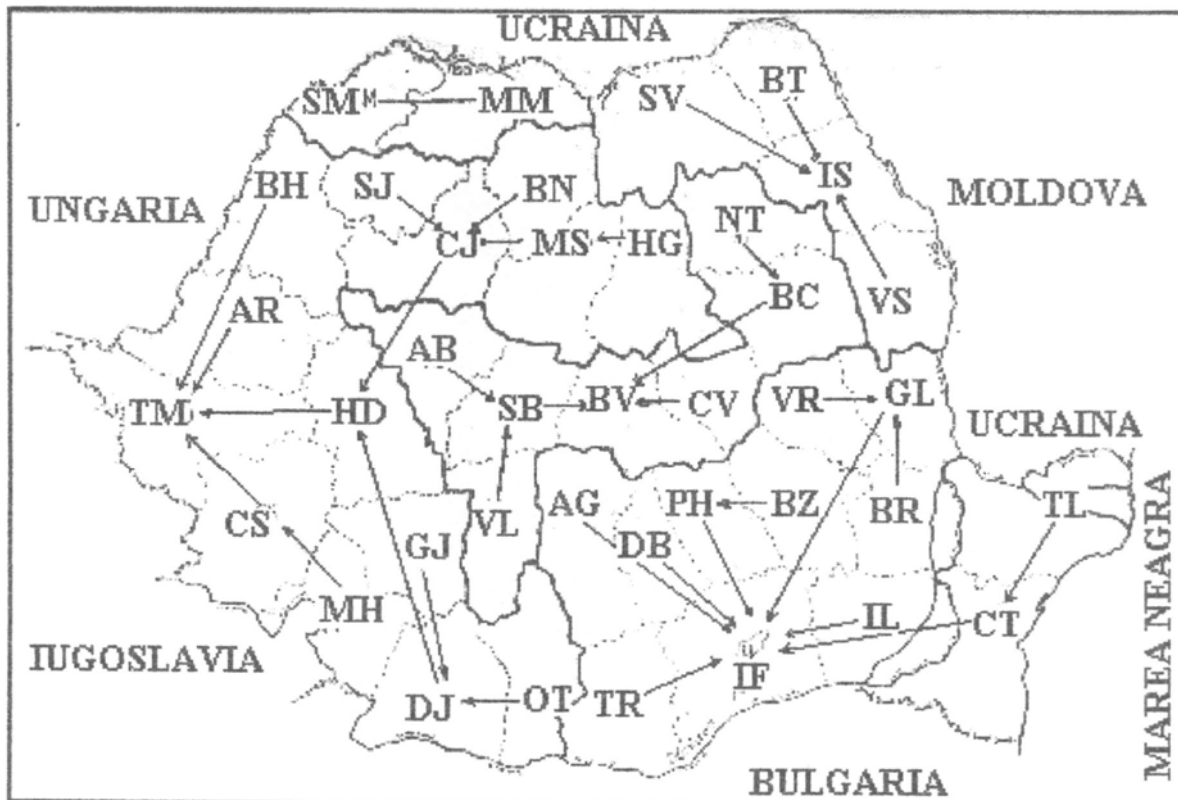 UCRAINA
SM MM SV BT
BH SJ BN IS
UNGARIA MOLDOVA
CJ MS HG NT
AR BC VS
AB
TM HD SB BV CV VR GL
UCRAINA
CS VL AG PH BZ BR TL
GJ DB
MH IL CT
IUGOSLAVIA
DJ OT TR IF
BULGARIA
MAREA NEAGRA